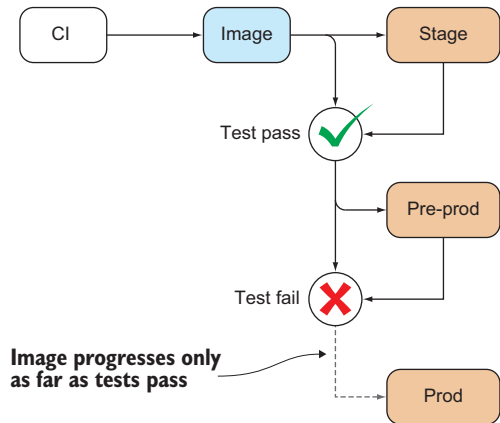 CI
Image
Stage
Test pass
Pre-prod
Test fail
Image progresses only
as far as tests pass
Prod